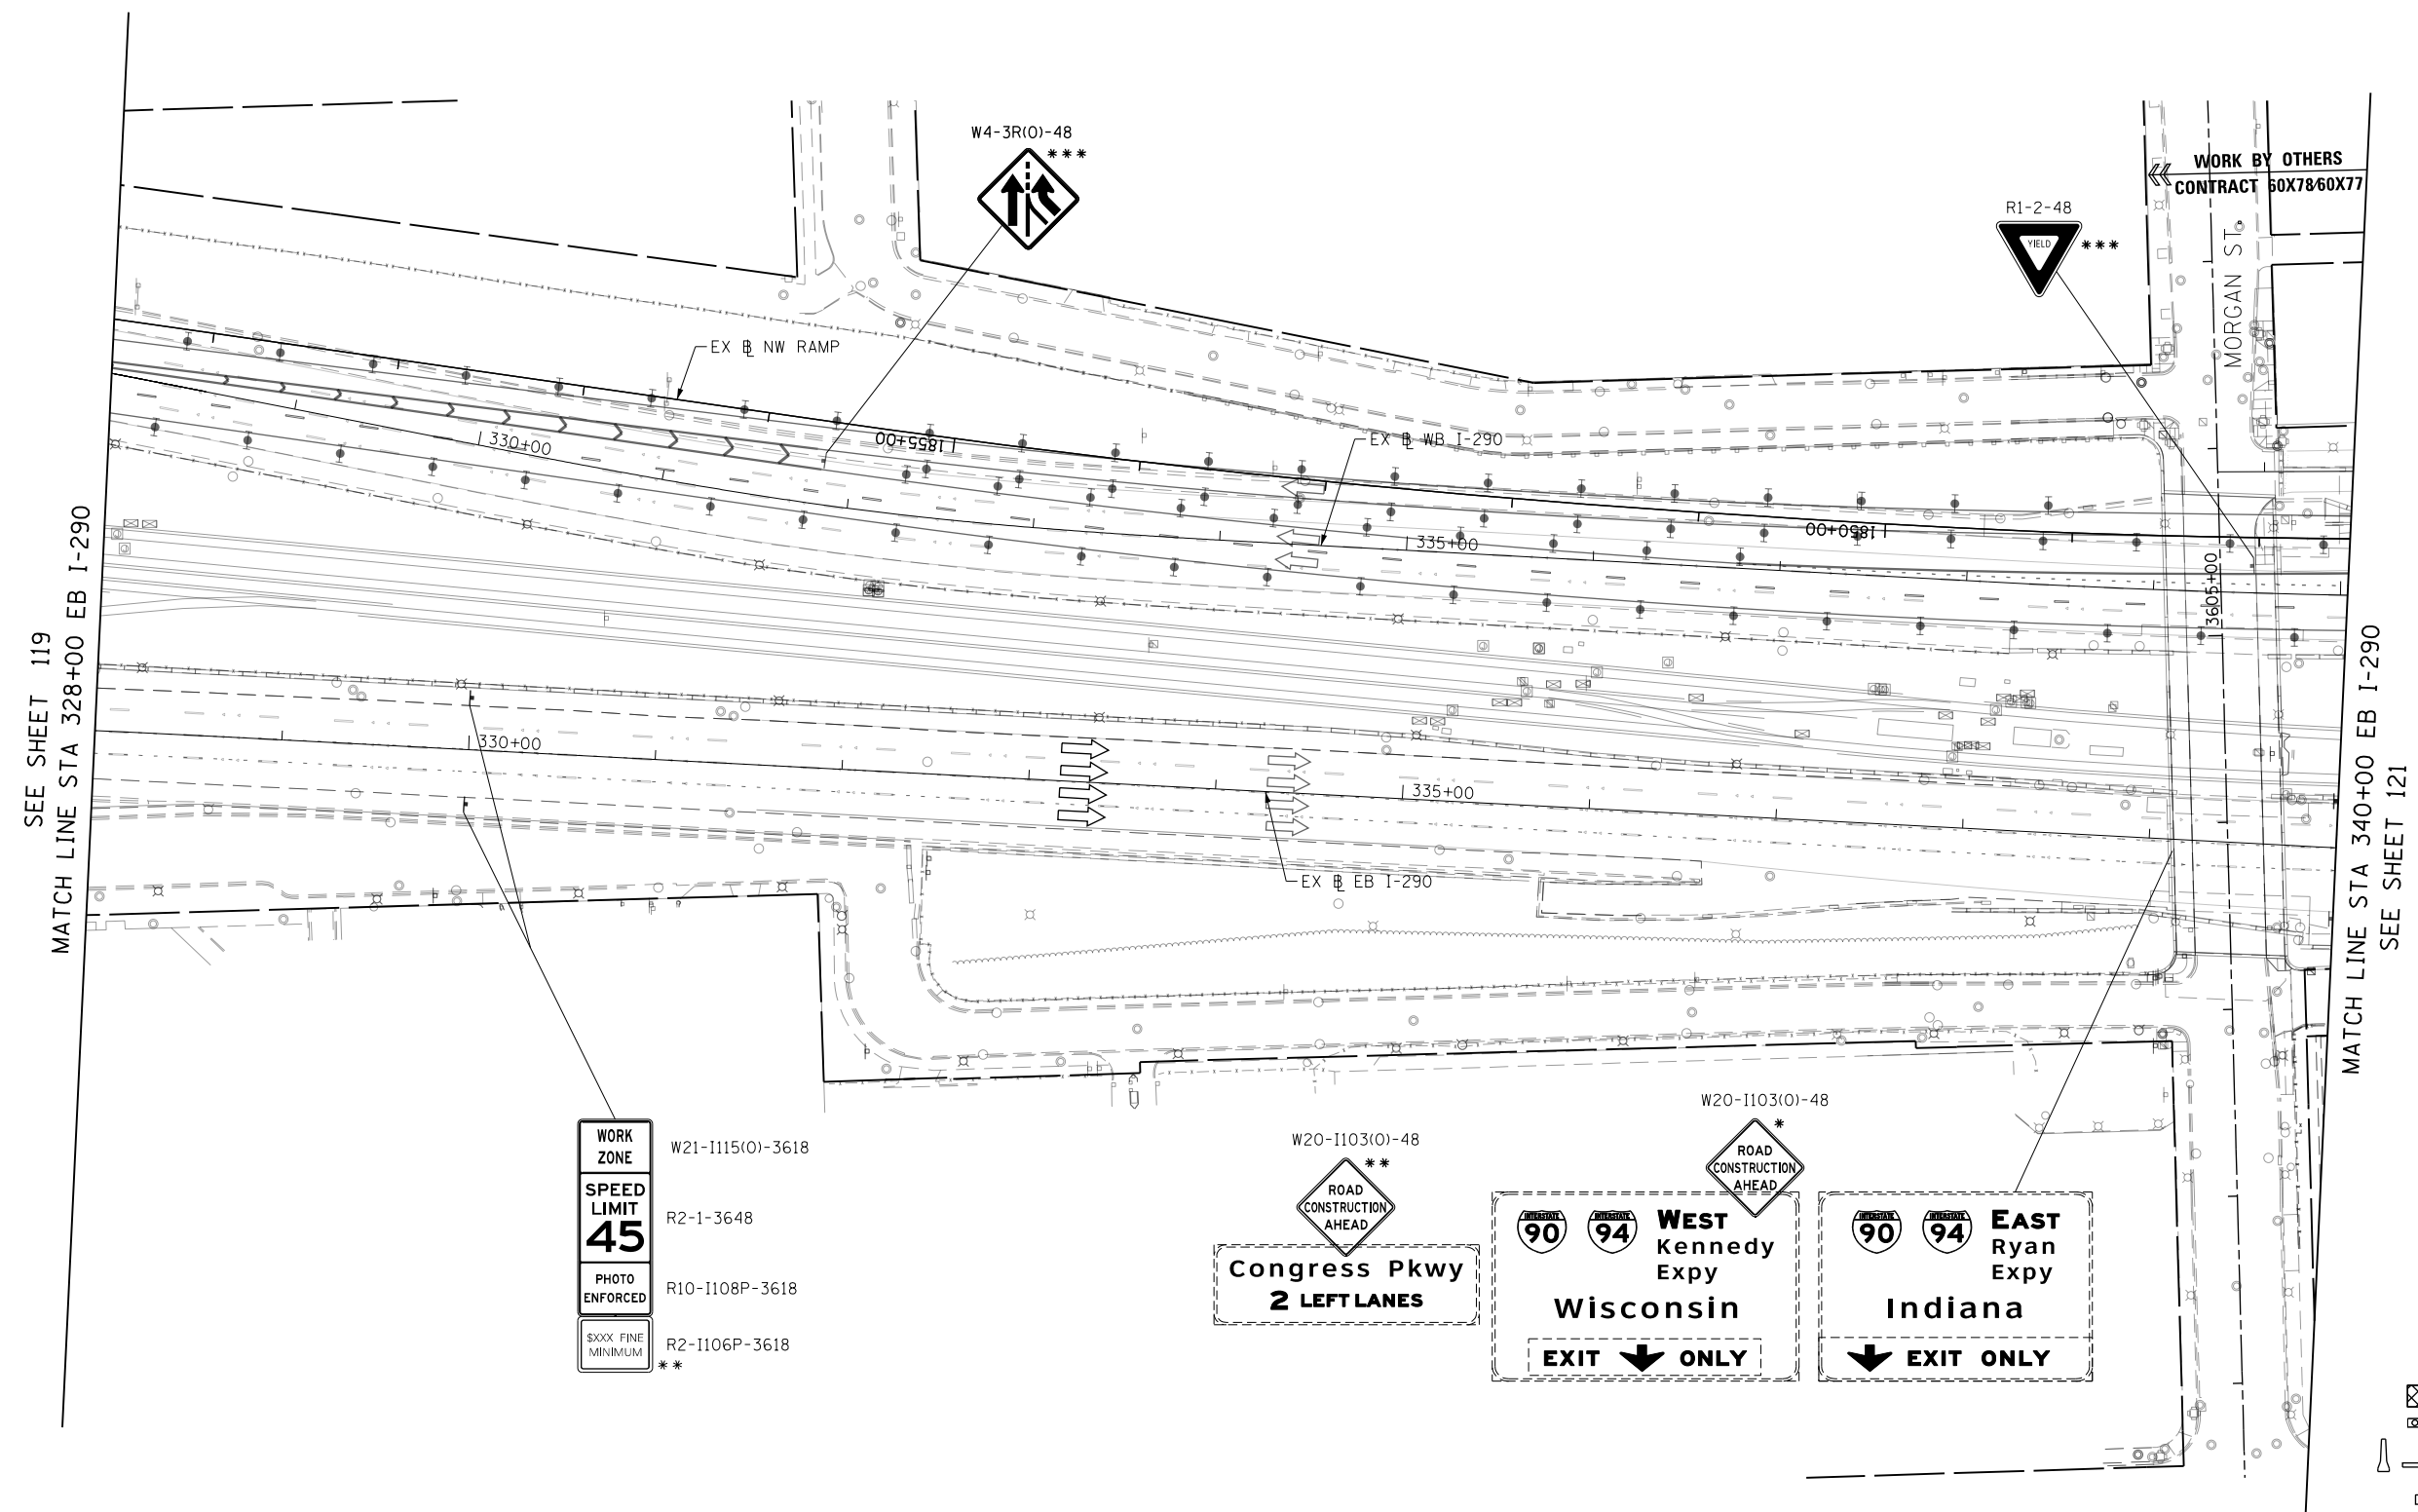 W4-3R(O)-48
***
WORK BY OTHERS
CONTRACT 60X78/60X77
R1-2-48
YIELD
***
MORGAN ST.
EX B NW RAMP
330+00
1855+00
EX B WB I-290
335+00
1850+00
3605+00
SEE SHEET 119
MATCH LINE STA 328+00 EB I-290
330+00
335+00
EX B EB I-290
MATCH LINE STA 340+00 EB I-290
SEE SHEET 121
WORK
ZONE
W21-I115(O)-3618
SPEED
LIMIT
45
R2-1-3648
PHOTO
ENFORCED
R10-I108P-3618
$XXX FINE
MINIMUM
R2-I106P-3618
**
W20-I103(O)-48
**
ROAD
CONSTRUCTION
AHEAD
Congress Pkwy
2 LEFT LANES
W20-I103(O)-48
*
ROAD
CONSTRUCTION
AHEAD
INTERSTATE 90 INTERSTATE 94 WEST
Kennedy
Expy
Wisconsin
EXIT ONLY
INTERSTATE 90 INTERSTATE 94 EAST
Ryan
Expy
Indiana
EXIT ONLY